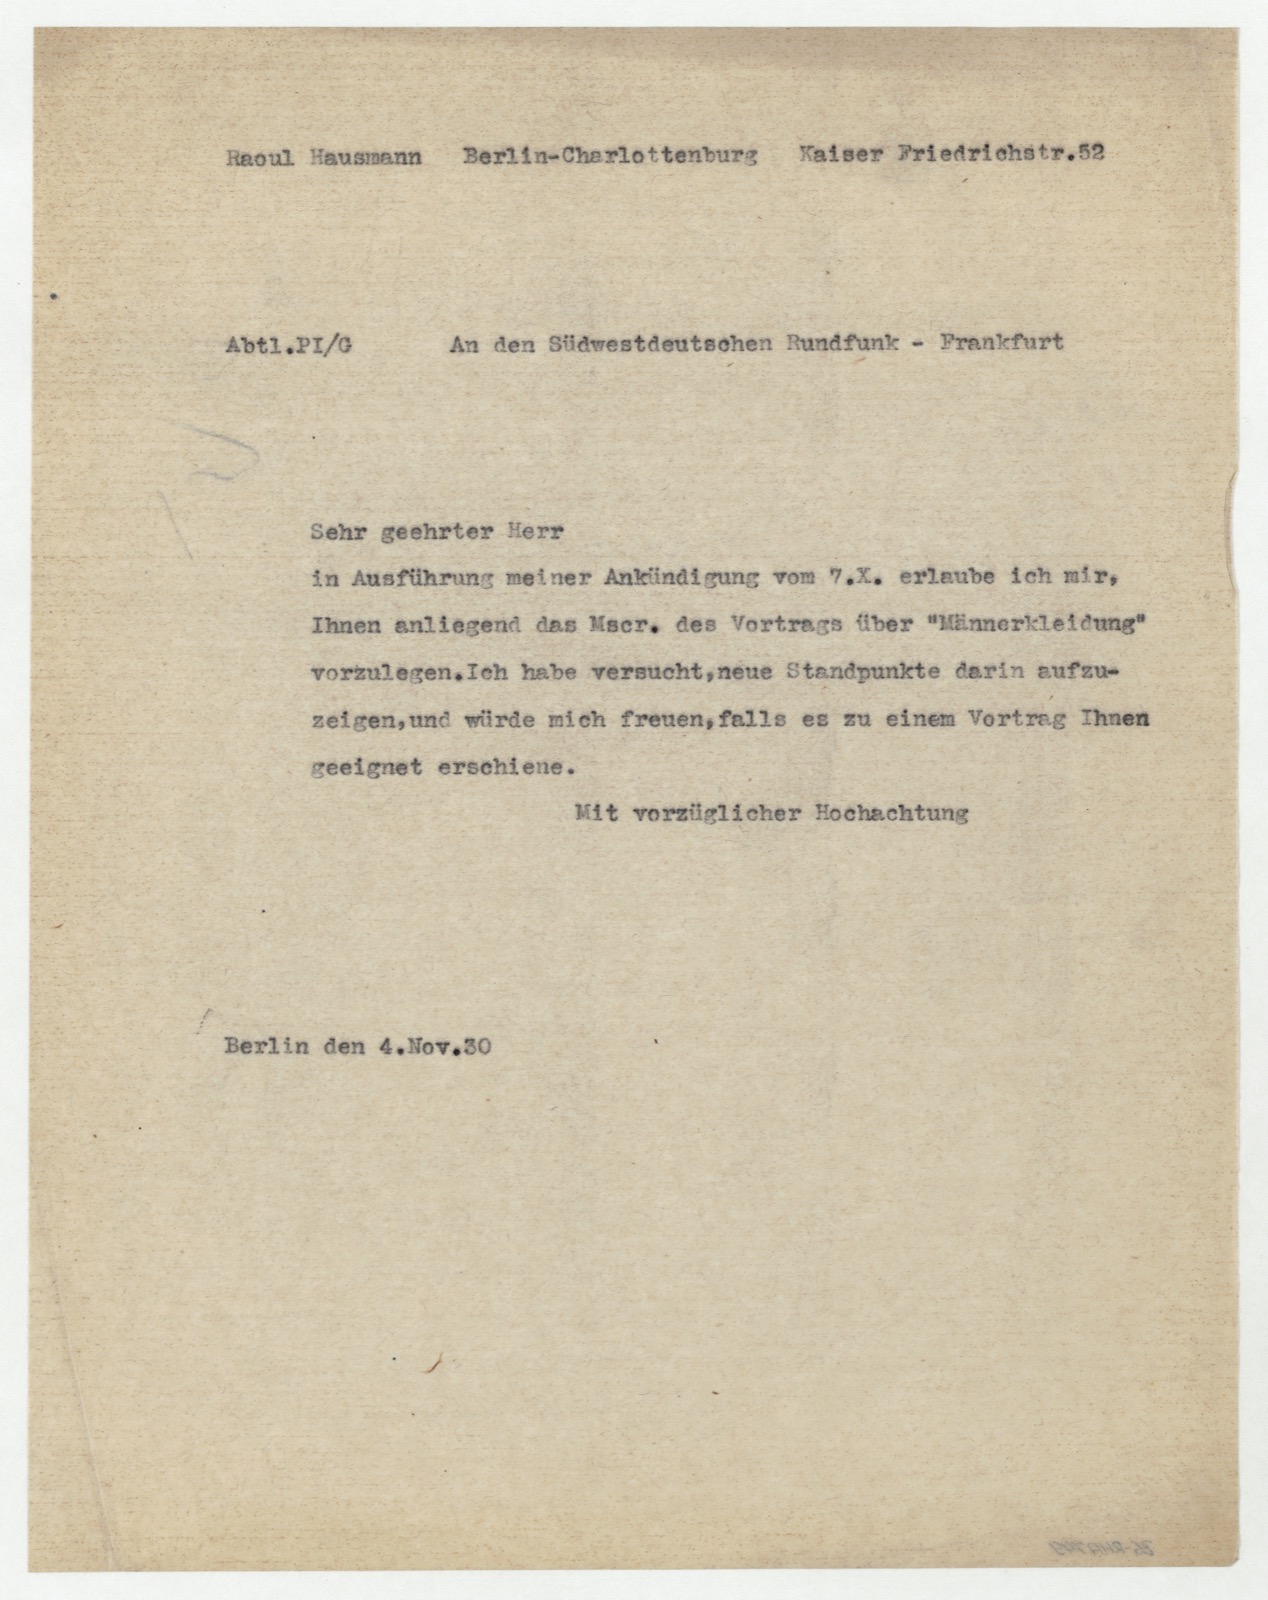 Raoul Hausmann Berlin-Charlottenburg Kaiser Friedrichstr.52
Abtl.PI/G An den Südwestdeutschen Rundfunk - Frankfurt
Sehr geehrter Herr
in Ausführung meiner Ankündigung vom 7.X. erlaube ich mir,
Ihnen anliegend das Mscr. des Vortrags über "Männerkleidung"
vorzulegen.Ich habe versucht,neue Standpunkte darin aufzu-
zeigen,und würde mich freuen,falls es zu einem Vortrag Ihnen
geeignet erschiene.
Mit vorzüglicher Hochachtung
Berlin den 4.Nov.30